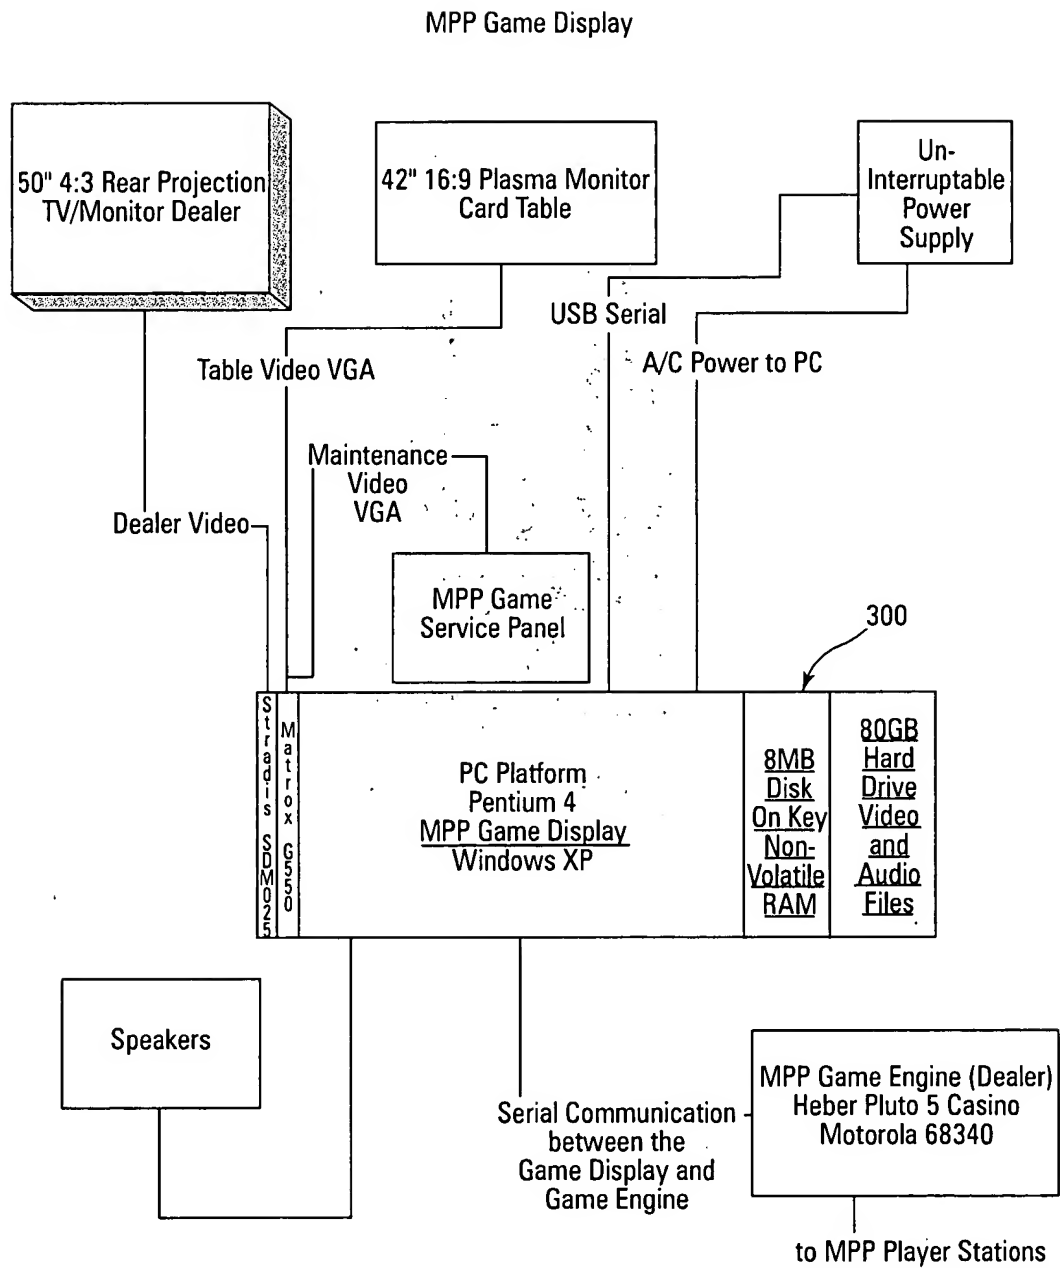 MPP Game Display
50" 4:3 Rear Projection
TV/Monitor Dealer
42" 16:9 Plasma Monitor
Card Table
Un-
Interruptable
Power
Supply
USB Serial
Table Video VGA
A/C Power to PC
Maintenance
Video
VGA
Dealer Video
MPP Game
Service Panel
300
Stradis SDM025
Matrox G550
PC Platform
Pentium 4
MPP Game Display
Windows XP
8MB
Disk
On Key
Non-
Volatile
RAM
80GB
Hard
Drive
Video
and
Audio
Files
Speakers
Serial Communication
between the
Game Display and
Game Engine
MPP Game Engine (Dealer)
Heber Pluto 5 Casino
Motorola 68340
to MPP Player Stations